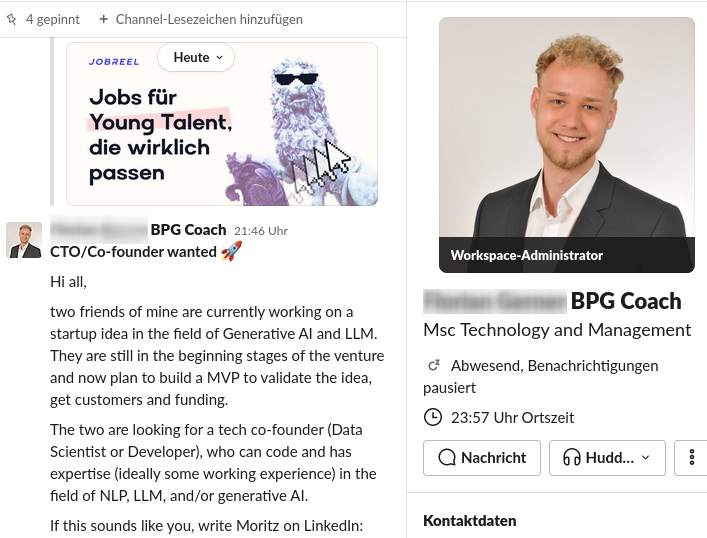 4 gepinnt + Channel-Lesezeichen hinzufügen
JOBREEL
Heute
Jobs für
Young Talent,
die wirklich
passen
BPG Coach 21:46 Uhr
CTO/Co-founder wanted 🚀
Hi all,
two friends of mine are currently working on a
startup idea in the field of Generative AI and LLM.
They are still in the beginning stages of the venture
and now plan to build a MVP to validate the idea,
get customers and funding.
The two are looking for a tech co-founder (Data
Scientist or Developer), who can code and has
expertise (ideally some working experience) in the
field of NLP, LLM, and/or generative AI.
If this sounds like you, write Moritz on LinkedIn:
Workspace-Administrator
BPG Coach
Msc Technology and Management
Abwesend, Benachrichtigungen
pausiert
23:57 Uhr Ortszeit
Nachricht
Hudd...
Kontaktdaten